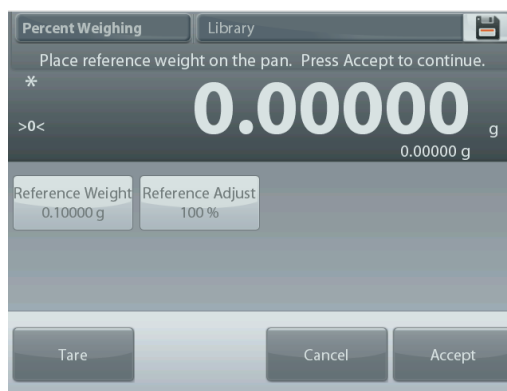 Percent Weighing Library
Place reference weight on the pan. Press Accept to continue.
*
>0<
0.00000 g
0.00000 g
Reference Weight Reference Adjust
0.10000 g 100 %
Tare Cancel Accept